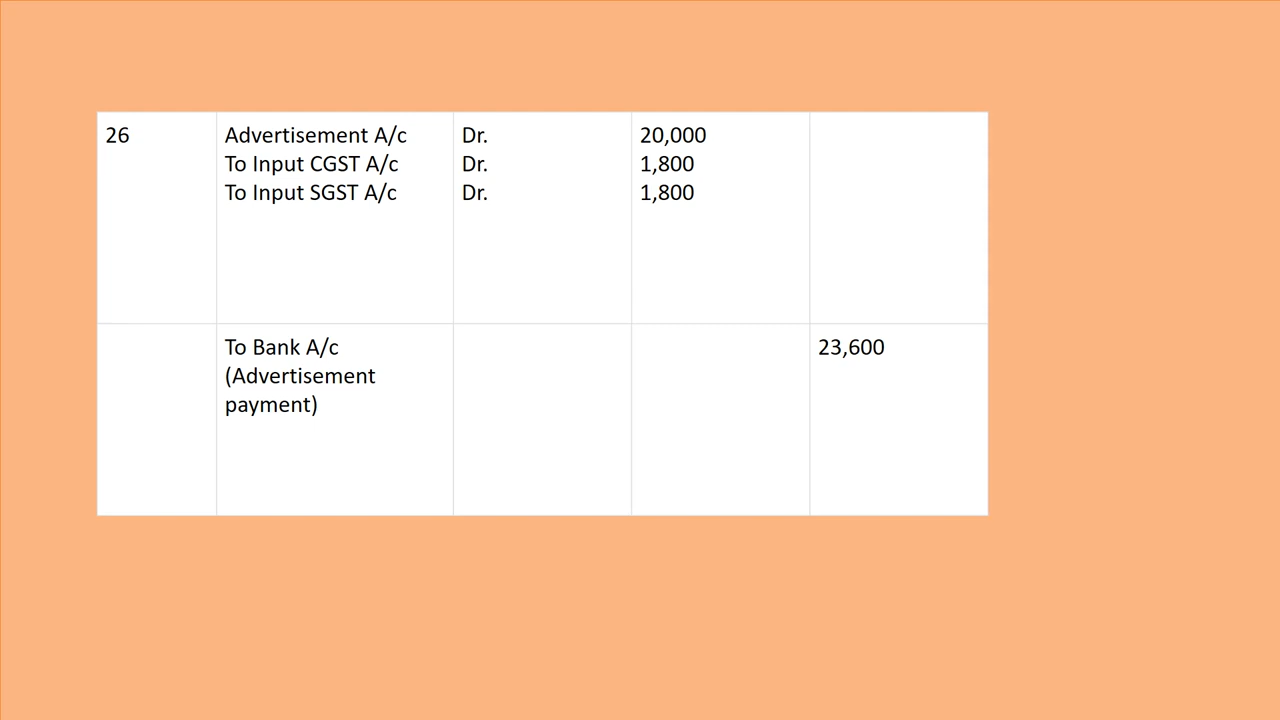 26 Advertisement A/c Dr. 20,000
To Input CGST A/c Dr. 1,800
To Input SGST A/c Dr. 1,800
To Bank A/c 23,600
(Advertisement
payment)